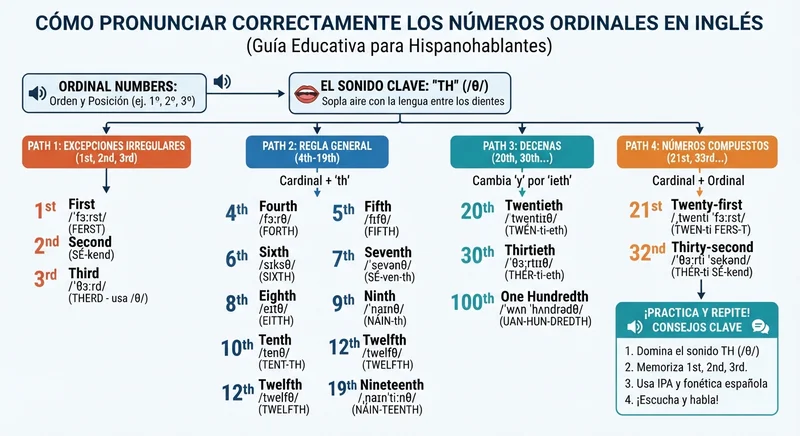 CÓMO PRONUNCIAR CORRECTAMENTE LOS NÚMEROS ORDINALES EN INGLÉS
(Guía Educativa para Hispanohablantes)
ORDINAL NUMBERS:
Orden y Posición (ej. 1º, 2º, 3º)
EL SONIDO CLAVE: "TH" (/θ/)
Sopla aire con la lengua entre los dientes
PATH 1: EXCEPCIONES IRREGULARES
(1st, 2nd, 3rd)
1st First
/ˈfɜːrst/
(FERST)
2nd Second
(SÉ-kend)
3rd Third
/ˈθɜːrd/
(THERD - usa /θ/)
PATH 2: REGLA GENERAL
(4th-19th)
Cardinal + 'th'
4th Fourth
/fɔːrθ/
(FORTH)
5th Fifth
/fɪfθ/
(FIFTH)
6th Sixth
/sɪksθ/
(SIXTH)
7th Seventh
/ˈsevənθ/
(SÉ-ven-th)
8th Eighth
/eɪtθ/
(EITTH)
9th Ninth
/ˈnaɪnθ/
(NÁIN-th)
10th Tenth
/tenθ/
(TENT-TH)
12th Twelfth
/twelfθ/
(TWELFTH)
12th Twelfth
/twelfθ/
(TWELFTH)
19th Nineteenth
/ˌnaɪnˈtiːnθ/
(NÁIN-TEENTH)
PATH 3: DECENAS
(20th, 30th...)
Cambia 'y' por 'ieth'
20th Twentieth
/ˈtwentɪɪθ/
(TWÉN-ti-eth)
30th Thirtieth
/ˈθɜːrtɪɪθ/
(THÉR-ti-eth)
100th One Hundredth
/ˈwʌn ˈhʌndrədθ/
(UAN-HUN-DREDTH)
PATH 4: NÚMEROS COMPUESTOS
(21st, 33rd...)
Cardinal + Ordinal
21st Twenty-first
/ˌtwenti ˈfɜːrst/
(TWEN-ti FERS-T)
32nd Thirty-second
/ˈθɜːrti ˈsekənd/
(THÉR-ti SÉ-kend)
¡PRACTICA Y REPITE!
CONSEJOS CLAVE
1. Domina el sonido TH (/θ/)
2. Memoriza 1st, 2nd, 3rd.
3. Usa IPA y fonética española
4. ¡Escucha y habla!